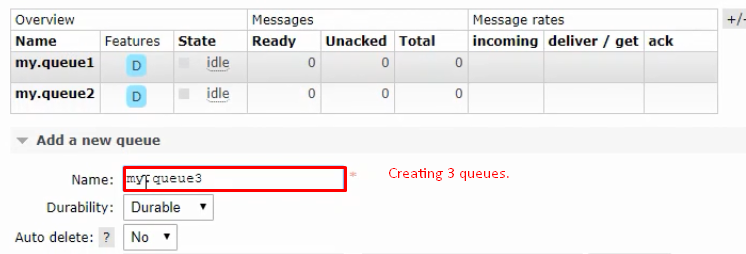 Overview Messages Message rates +/-
Name Features State Ready Unacked Total incoming deliver / get ack
my.queue1 D idle 0 0 0
my.queue2 D idle 0 0 0
Add a new queue
Name: my.queue3 * Creating 3 queues.
Durability: Durable
Auto delete: ? No